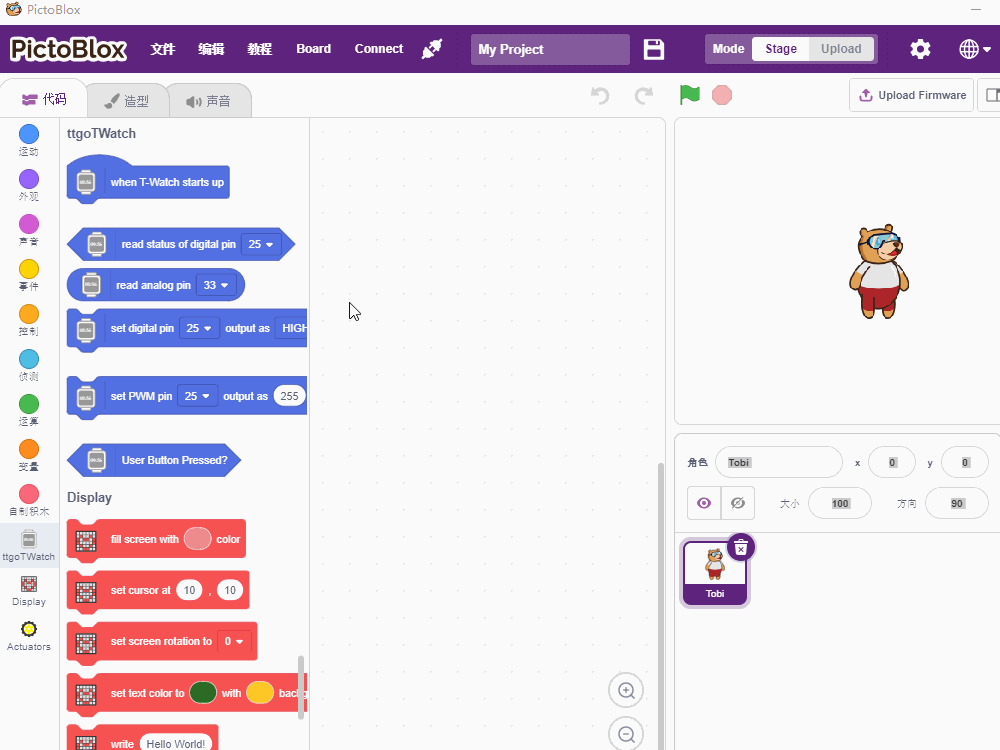 PictoBlox
PictoBlox 文件 编辑 教程 Board Connect My Project Mode Stage Upload
代码 造型 声音 Upload Firmware
运动
外观
声音
事件
控制
侦测
运算
变量
自制积木
ttgoTWatch
Display
Actuators
ttgoTWatch
when T-Watch starts up
read status of digital pin 25
read analog pin 33
set digital pin 25 output as HIGH
set PWM pin 25 output as 255
User Button Pressed?
Display
fill screen with color
set cursor at 10 , 10
set screen rotation to 0
set text color to with backg
write Hello World!
角色 Tobi x 0 y 0
大小 100 方向 90
Tobi